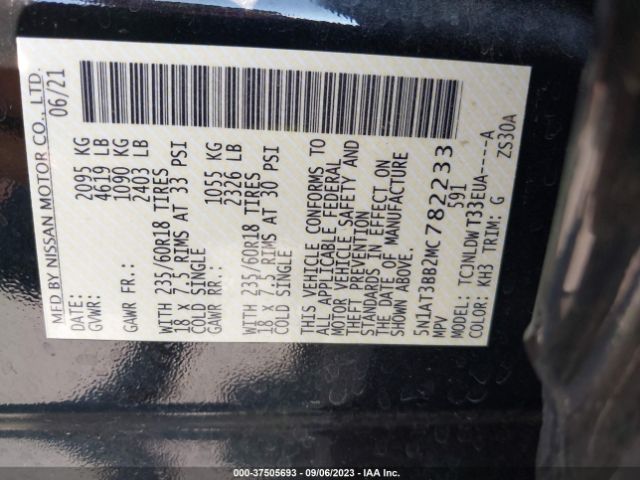 MFD BY NISSAN MOTOR CO., LTD. 06/21
GVWR: 2095 KG
4619 LB
GAWR FR.: 1090 KG
2403 LB
WITH 235/60R18 TIRES
18 x 7.5 RIMS AT 33 PSI
COLD SINGLE
GAWR RR.: 1055 KG
2326 LB
WITH 235/60R18 TIRES
18 x 7.5 RIMS AT 30 PSI
COLD SINGLE
THIS VEHICLE CONFORMS TO
ALL APPLICABLE FEDERAL
MOTOR VEHICLE SAFETY AND
THEFT PREVENTION
STANDARDS IN EFFECT ON
THE DATE OF MANUFACTURE
SHOWN ABOVE.
5N1AT3BB2MC782233
MPV 591
MODEL: TCJNLDWT33EUA----A
COLOR: KH3 TRIM: G ZS30A
COPART 0000 - 37505693 | 09/06/2023 | IAA Inc.